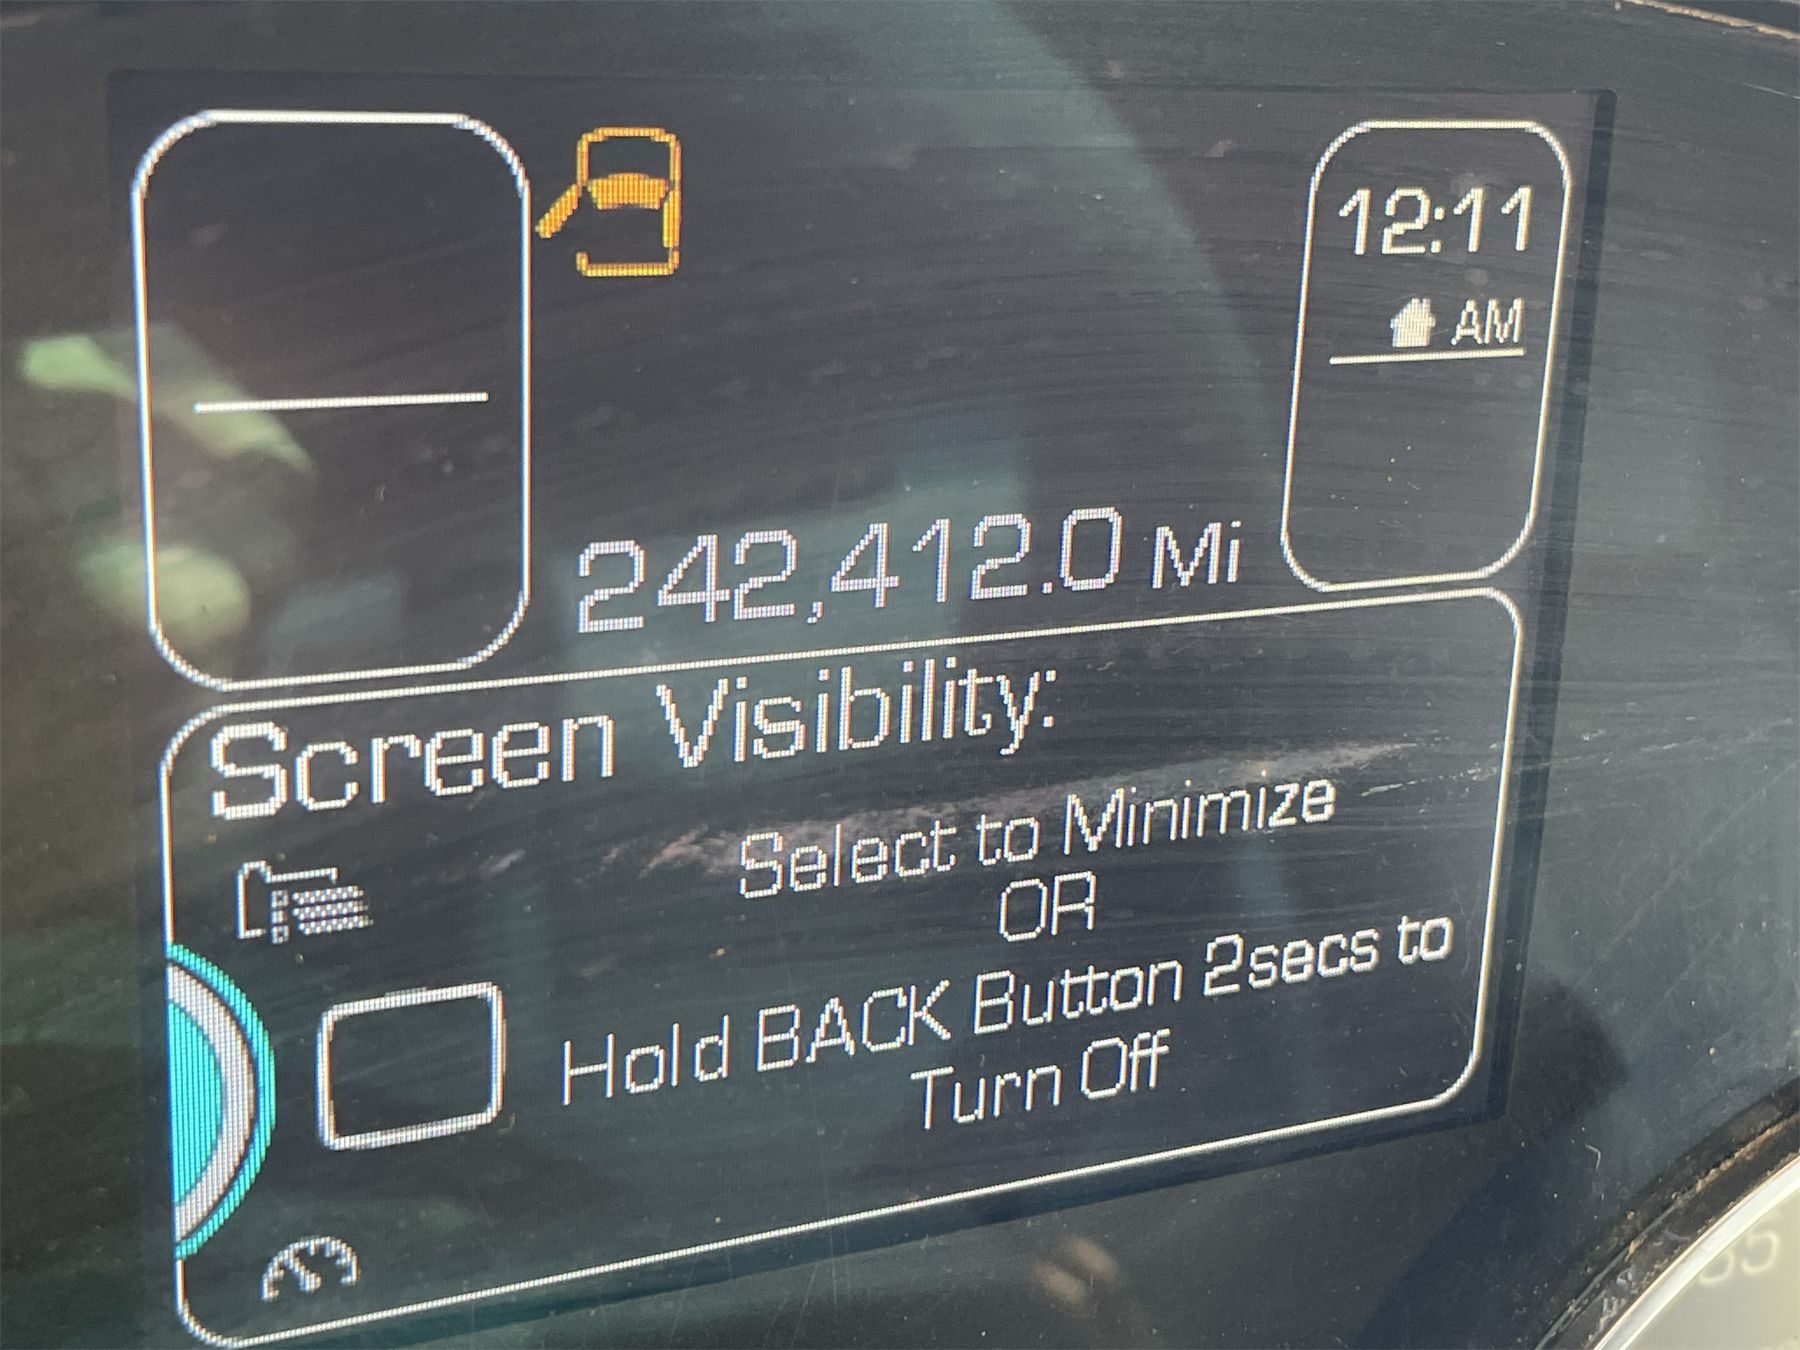 12:11
AM
242,412.0 Mi
Screen Visibility:
Select to Minimize
OR
Hold BACK Button 2secs to
Turn Off